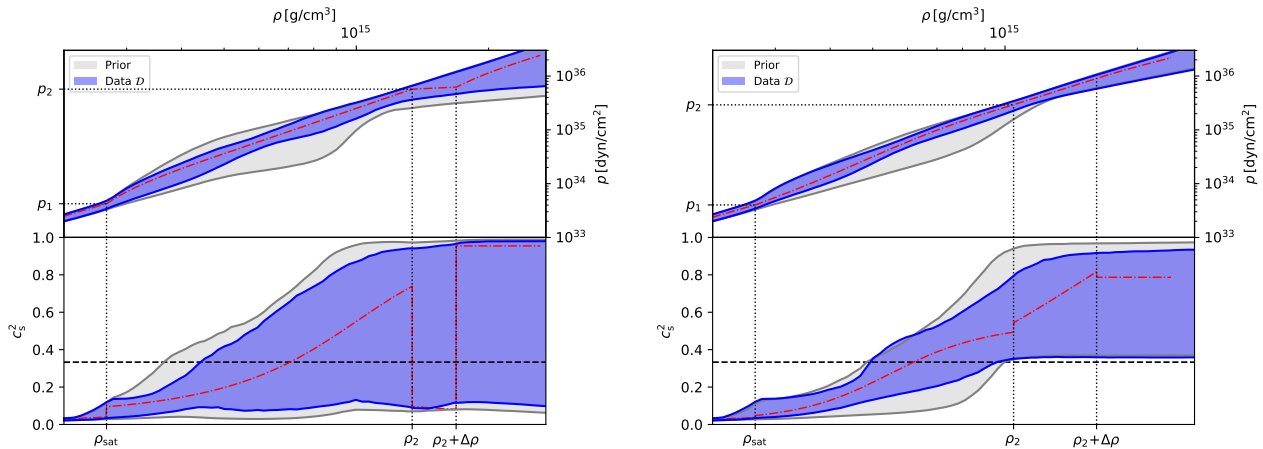 ρ [g/cm³]
10¹⁵
Prior
Data 𝒟
p₂
p₁
10³⁶
10³⁵
10³⁴
10³³
p [dyn/cm²]
1.0
0.8
0.6
0.4
0.2
0.0
c²ₛ
ρsat
ρ₂
ρ₂+Δρ
ρ [g/cm³]
10¹⁵
Prior
Data 𝒟
p₂
p₁
10³⁶
10³⁵
10³⁴
10³³
p [dyn/cm²]
1.0
0.8
0.6
0.4
0.2
0.0
c²ₛ
ρsat
ρ₂
ρ₂+Δρ